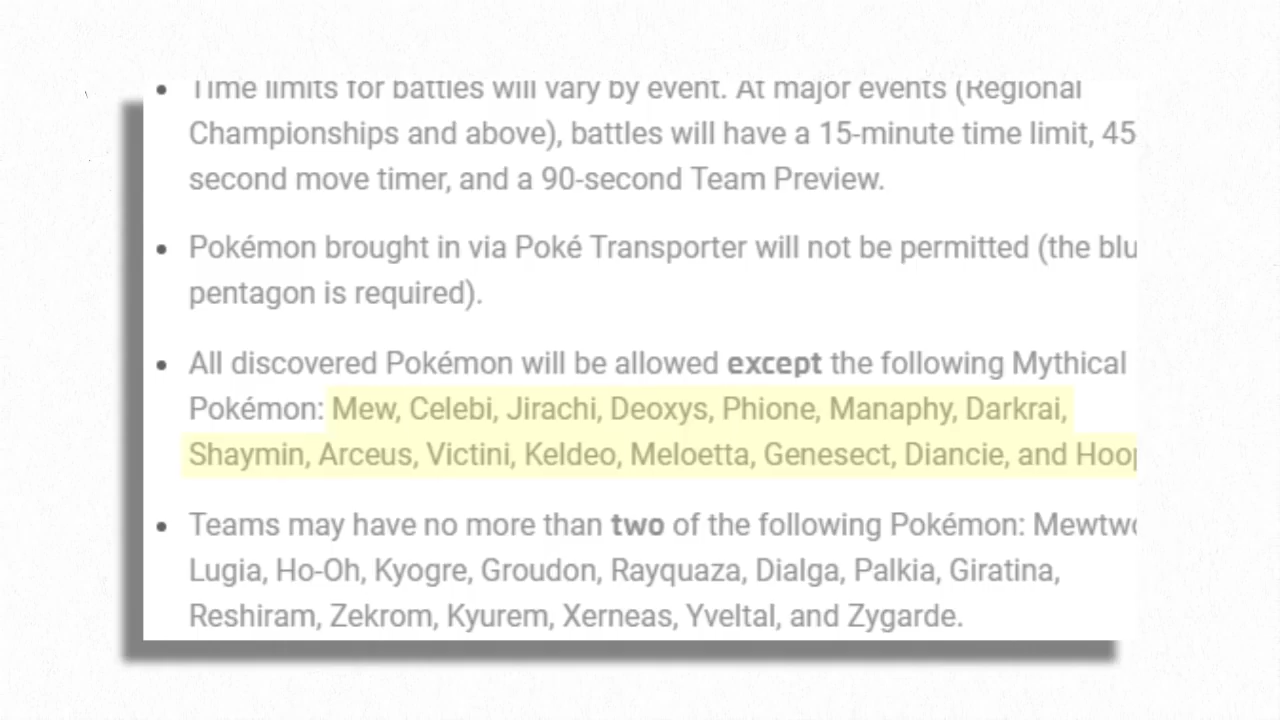 Time limits for battles will vary by event. At major events (Regional
Championships and above), battles will have a 15-minute time limit, 45
second move timer, and a 90-second Team Preview.
Pokémon brought in via Poké Transporter will not be permitted (the
pentagon is required).
All discovered Pokémon will be allowed except the following Mythical
Pokémon: Mew, Celebi, Jirachi, Deoxys, Phione, Manaphy, Darkrai,
Shaymin, Arceus, Victini, Keldeo, Meloetta, Genesect, Diancie, and
Teams may have no more than two of the following Pokémon:
Lugia, Ho-Oh, Kyogre, Groudon, Rayquaza, Dialga, Palkia, Giratina,
Reshiram, Zekrom, Kyurem, Xerneas, Yveltal, and Zygarde.